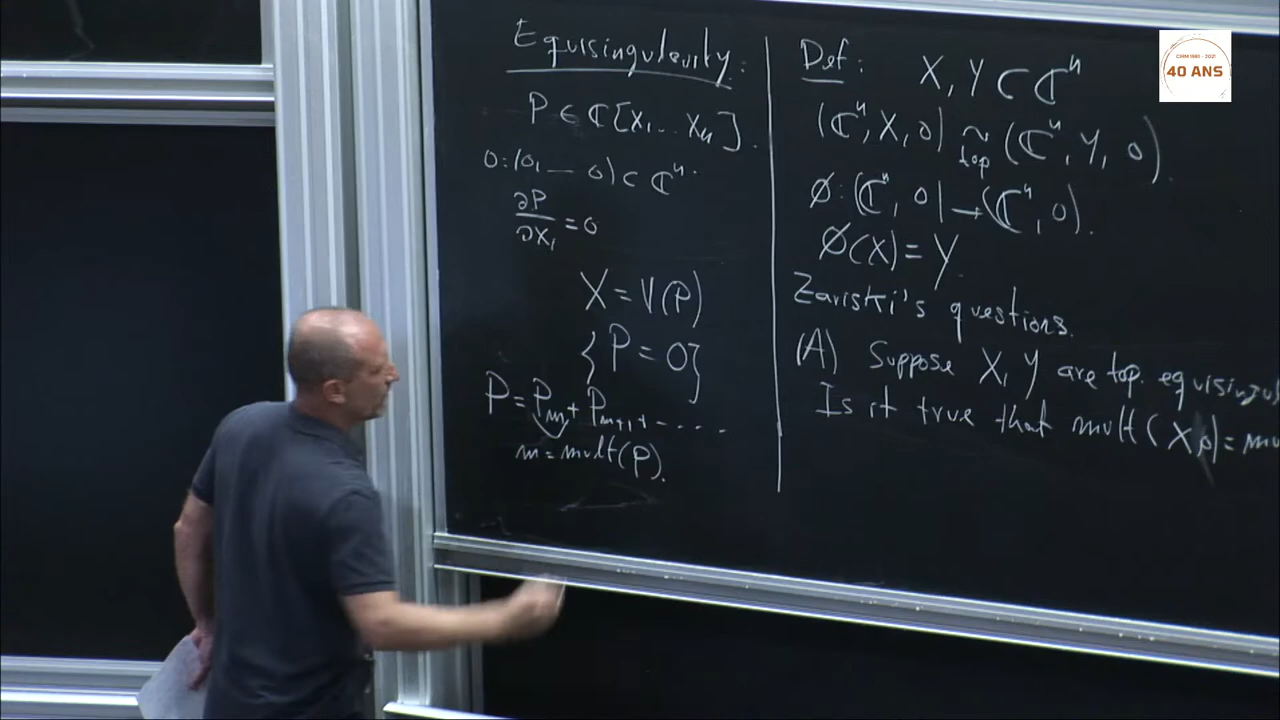 Equisingularity:
P ∈ ℂ[x₁...xₙ].
0:(0, — 0) ⊂ ℂⁿ.
∂P/∂x₁ = 0
X = V(P)
{P = 0}
P = Pₘ + Pₘ₊₁ + - - - -
m = mult(P).
Def: X, Y ⊂ ℂⁿ
(ℂⁿ, X, 0) ~ top (ℂⁿ, Y, 0).
Ø: (ℂⁿ, 0) → (ℂⁿ, 0).
Ø(X) = Y.
Zariski's questions.
(A) Suppose X, Y are top. equisingul
Is it true that mult(X,0) = mu
CIRM 1981 - 2021
40 ANS